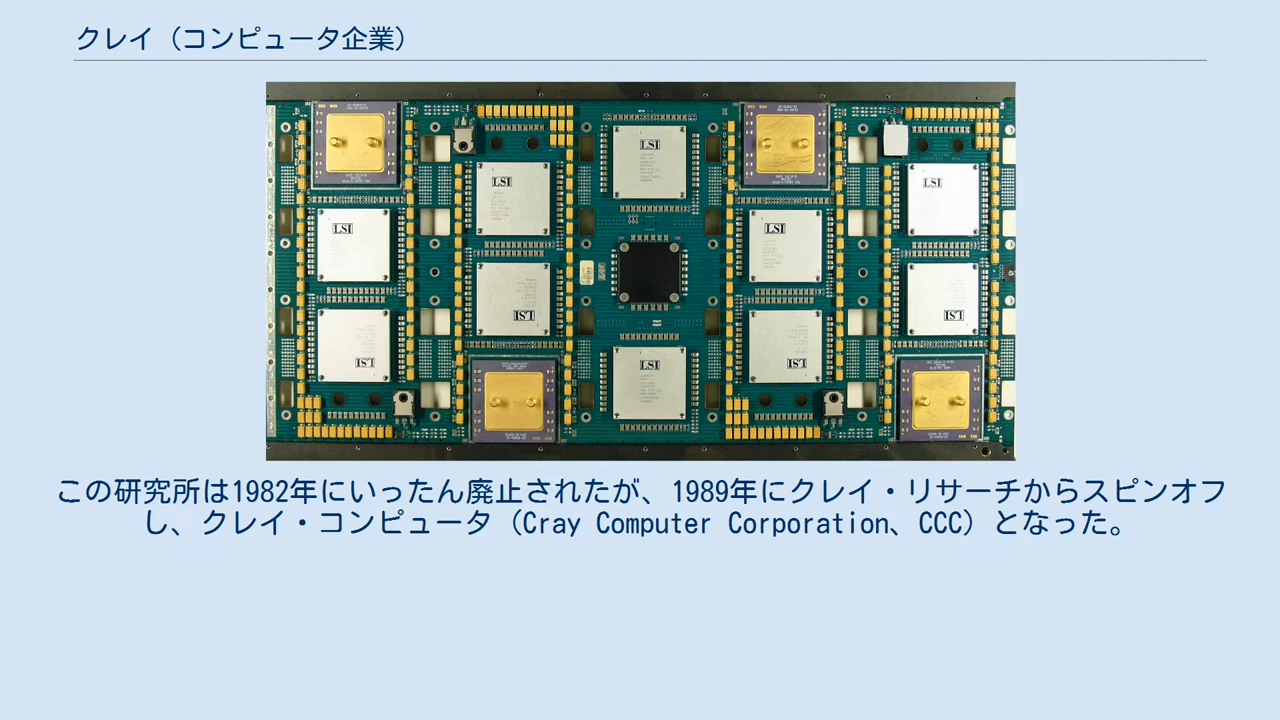 クレイ（コンピュータ企業）
LSI
LSI
LSI
LSI
LSI
LSI
LSI
LSI
LSI
LSI
この研究所は1982年にいったん廃止されたが、1989年にクレイ・リサーチからスピンオフ
し、クレイ・コンピュータ（Cray Computer Corporation、CCC）となった。